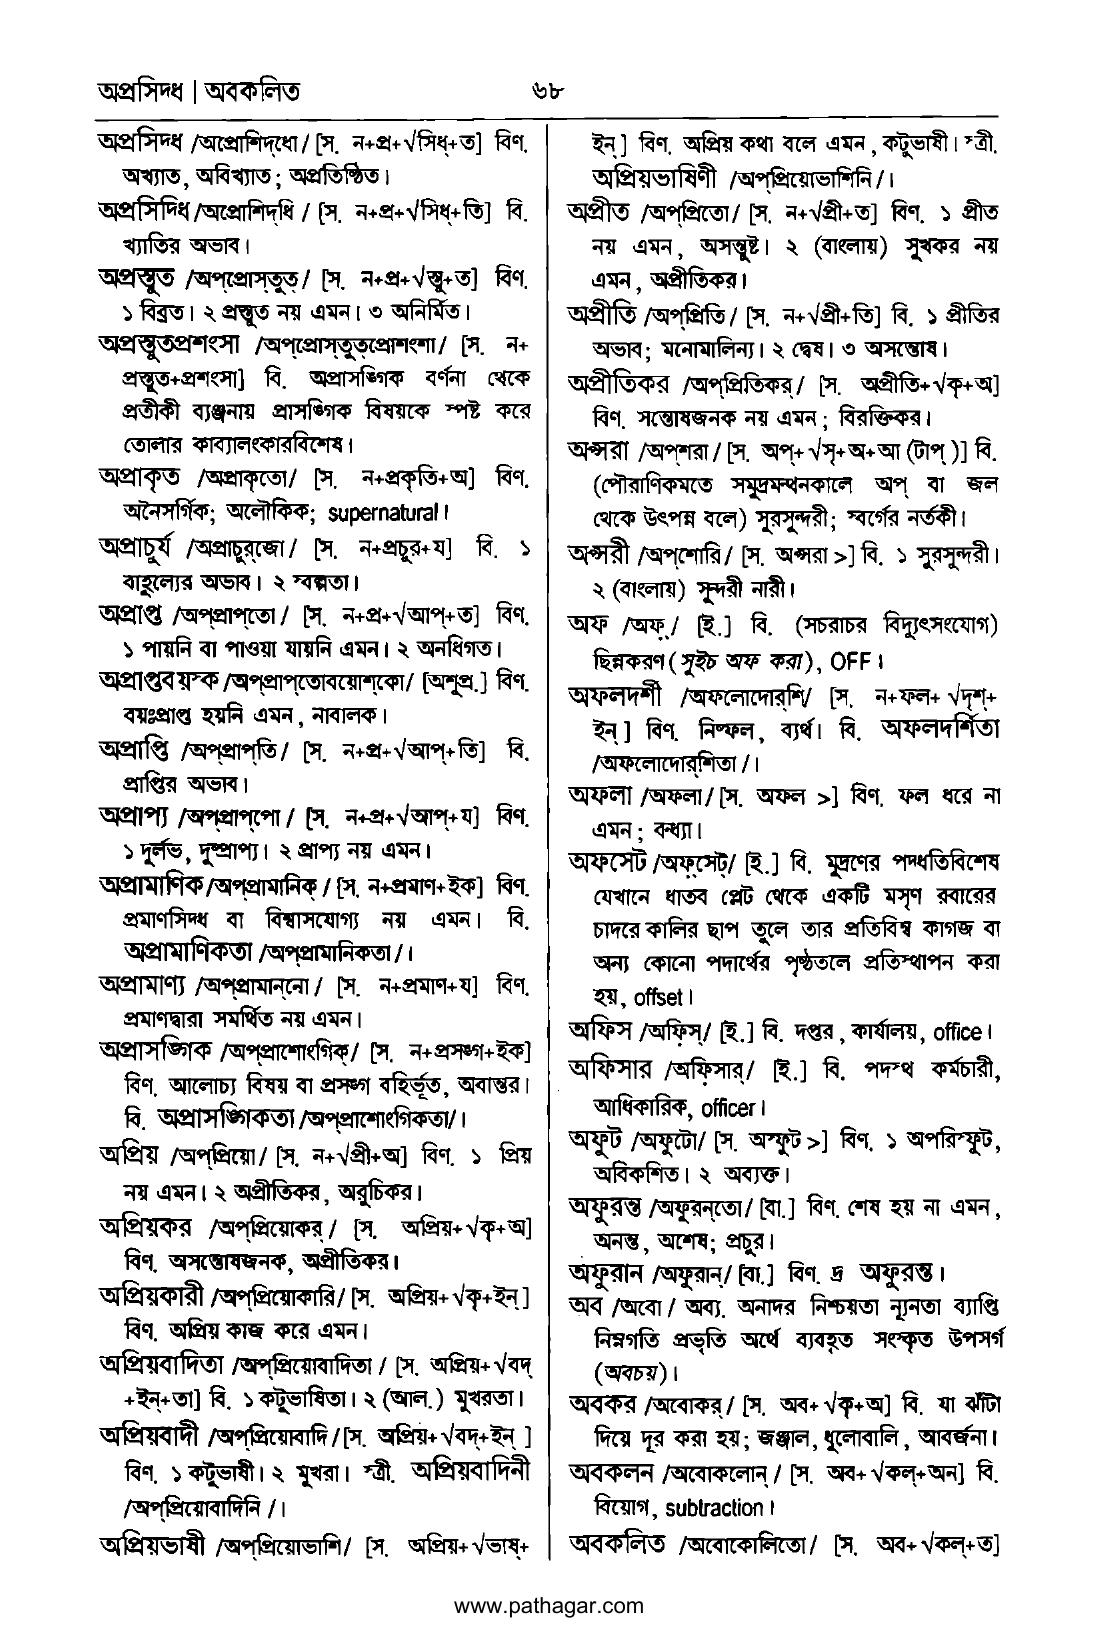 অপ্রসিদ্ধ | অবকলিত
৬৮
অপ্রসিদ্ধ /অপ্রোশিদ্‌ধো/ [স. ন+প্র+√সিধ্‌+ত] বিণ.
অখ্যাত, অবিখ্যাত; অপ্রতিষ্ঠিত।
অপ্রসিদ্ধি /অপ্রোশিদ্‌ধি / [স. ন+প্র+√সিধ্‌+তি] বি.
খ্যাতির অভাব।
অপ্রস্তুত /অপ্‌প্রোস্‌তুত্‌/ [স. ন+প্র+√স্তু+ত] বিণ.
১ বিব্রত। ২ প্রস্তুত নয় এমন। ৩ অনির্মিত।
অপ্রস্তুতপ্রশংসা /অপ্‌প্রোস্‌তুত্‌প্রোশংশা/ [স. ন+
প্রস্তুত+প্রশংসা] বি. অপ্রাসঙ্গিক বর্ণনা থেকে
প্রতীকী ব্যঞ্জনায় প্রাসঙ্গিক বিষয়কে স্পষ্ট করে
তোলার কাব্যালংকারবিশেষ।
অপ্রাকৃত /অপ্রাকৃতো/ [স. ন+প্রকৃতি+অ] বিণ.
অনৈসর্গিক; অলৌকিক; supernatural।
অপ্রাচুর্য /অপ্রাচুর্‌জো/ [স. ন+প্রচুর+য] বি. ১
বাহুল্যের অভাব। ২ স্বল্পতা।
অপ্রাপ্ত /অপ্‌প্রাপ্‌তো/ [স. ন+প্র+√আপ্‌+ত] বিণ.
১ পায়নি বা পাওয়া যায়নি এমন। ২ অনধিগত।
অপ্রাপ্তবয়স্ক /অপ্‌প্রাপ্‌তোবয়োশ্‌কো/ [অশুপ্র.] বিণ.
বয়ঃপ্রাপ্ত হয়নি এমন, নাবালক।
অপ্রাপ্তি /অপ্‌প্রাপ্‌তি/ [স. ন+প্র+√আপ্‌+তি] বি.
প্রাপ্তির অভাব।
অপ্রাপ্য /অপ্‌প্রাপ্‌পো/ [স. ন+প্র+√আপ্‌+য] বিণ.
১ দুর্লভ, দুষ্প্রাপ্য। ২ প্রাপ্য নয় এমন।
অপ্রামাণিক /অপ্‌প্রামানিক্‌/ [স. ন+প্রমাণ+ইক] বিণ.
প্রমাণসিদ্ধ বা বিশ্বাসযোগ্য নয় এমন। বি.
অপ্রামাণিকতা /অপ্‌প্রামানিকতা/।
অপ্রামাণ্য /অপ্‌প্রামান্‌নো/ [স. ন+প্রমাণ+য] বিণ.
প্রমাণদ্বারা সমর্থিত নয় এমন।
অপ্রাসঙ্গিক /অপ্‌প্রাশোংগিক্‌/ [স. ন+প্রসঙ্গ+ইক]
বিণ. আলোচ্য বিষয় বা প্রসঙ্গ বহির্ভূত, অবান্তর।
বি. অপ্রাসঙ্গিকতা /অপ্‌প্রাশোংগিকতা/।
অপ্রিয় /অপ্‌প্রিয়ো/ [স. ন+√প্রী+অ] বিণ. ১ প্রিয়
নয় এমন। ২ অপ্রীতিকর, অরুচিকর।
অপ্রিয়কর /অপ্‌প্রিয়োকর্‌/ [স. অপ্রিয়+√কৃ+অ]
বিণ. অসন্তোষজনক, অপ্রীতিকর।
অপ্রিয়কারী /অপ্‌প্রিয়োকারি/ [স. অপ্রিয়+√কৃ+ইন্‌]
বিণ. অপ্রিয় কাজ করে এমন।
অপ্রিয়বাদিতা /অপ্‌প্রিয়োবাদিতা / [স. অপ্রিয়+√বদ্‌
+ইন্‌+তা] বি. ১ কটুভাষিতা। ২ (আল.) মুখরতা।
অপ্রিয়বাদী /অপ্‌প্রিয়োবাদি/ [স. অপ্রিয়+√বদ্‌+ইন্‌ ]
বিণ. ১ কটুভাষী। ২ মুখরা। স্ত্রী. অপ্রিয়বাদিনী
/অপ্‌প্রিয়োবাদিনি /।
অপ্রিয়ভাষী /অপ্‌প্রিয়োভাশি/ [স. অপ্রিয়+√ভাষ্‌+
ইন্‌] বিণ. অপ্রিয় কথা বলে এমন, কটুভাষী। স্ত্রী.
অপ্রিয়ভাষিণী /অপ্‌প্রিয়োভাশিনি/।
অপ্রীত /অপ্‌প্রিতো/ [স. ন+√প্রী+ত] বিণ. ১ প্রীত
নয় এমন, অসন্তুষ্ট। ২ (বাংলায়) সুখকর নয়
এমন, অপ্রীতিকর।
অপ্রীতি /অপ্‌প্রিতি/ [স. ন+√প্রী+তি] বি. ১ প্রীতির
অভাব; মনোমালিন্য। ২ দ্বেষ। ৩ অসন্তোষ।
অপ্রীতিকর /অপ্‌প্রিতিকর্‌/ [স. অপ্রীতি+√কৃ+অ]
বিণ. সন্তোষজনক নয় এমন; বিরক্তিকর।
অপ্সরা /অপ্‌শরা/ [স. অপ্‌+√সৃ+অ+আ (টাপ্‌)] বি.
(পৌরাণিকমতে সমুদ্রমন্থনকালে অপ্‌ বা জল
থেকে উৎপন্ন বলে) সুরসুন্দরী; স্বর্গের নর্তকী।
অপ্সরী /অপ্‌শোরি/ [স. অপ্সরা >] বি. ১ সুরসুন্দরী।
২ (বাংলায়) সুন্দরী নারী।
অফ /অফ্‌/ [ই.] বি. (সচরাচর বিদ্যুৎসংযোগ)
ছিন্নকরণ (সুইচ অফ করা), OFF।
অফলদর্শী /অফলোদোর্‌শি/ [স. ন+ফল+ √দৃশ্‌+
ইন্‌] বিণ. নিষ্ফল, ব্যর্থ। বি. অফলদর্শিতা
/অফলোদোর্‌শিতা/।
অফলা /অফলা/ [স. অফল >] বিণ. ফল ধরে না
এমন; বন্ধ্যা।
অফসেট /অফ্‌সেট্‌/ [ই.] বি. মুদ্রণের পদ্ধতিবিশেষ
যেখানে ধাতব প্লেট থেকে একটি মসৃণ রবারের
চাদরে কালির ছাপ তুলে তার প্রতিবিম্ব কাগজ বা
অন্য কোনো পদার্থের পৃষ্ঠতলে প্রতিস্থাপন করা
হয়, offset।
অফিস /অফিস্‌/ [ই.] বি. দপ্তর, কার্যালয়, office।
অফিসার /অফিসার্‌/ [ই.] বি. পদস্থ কর্মচারী,
আধিকারিক, officer।
অফুট /অফুটো/ [স. অস্ফুট >] বিণ. ১ অপরিস্ফুট,
অবিকশিত। ২ অব্যক্ত।
অফুরন্ত /অফুরন্‌তো/ [বা.] বিণ. শেষ হয় না এমন,
অনন্ত, অশেষ; প্রচুর।
অফুরান /অফুরান্‌/ [বা.] বিণ. দ্র অফুরন্ত।
অব /অবো/ অব্য. অনাদর নিশ্চয়তা ন্যূনতা ব্যাপ্তি
নিম্নগতি প্রভৃতি অর্থে ব্যবহৃত সংস্কৃত উপসর্গ
(অবচয়)।
অবকর /অবোকর্‌/ [স. অব+√কৃ+অ] বি. যা ঝাঁটা
দিয়ে দূর করা হয়; জঞ্জাল, ধুলোবালি, আবর্জনা।
অবকলন /অবোকলোন্‌/ [স. অব+√কল্‌+অন] বি.
বিয়োগ, subtraction।
অবকলিত /অবোকোলিতো/ [স. অব+√কল্‌+ত]
www.pathagar.com